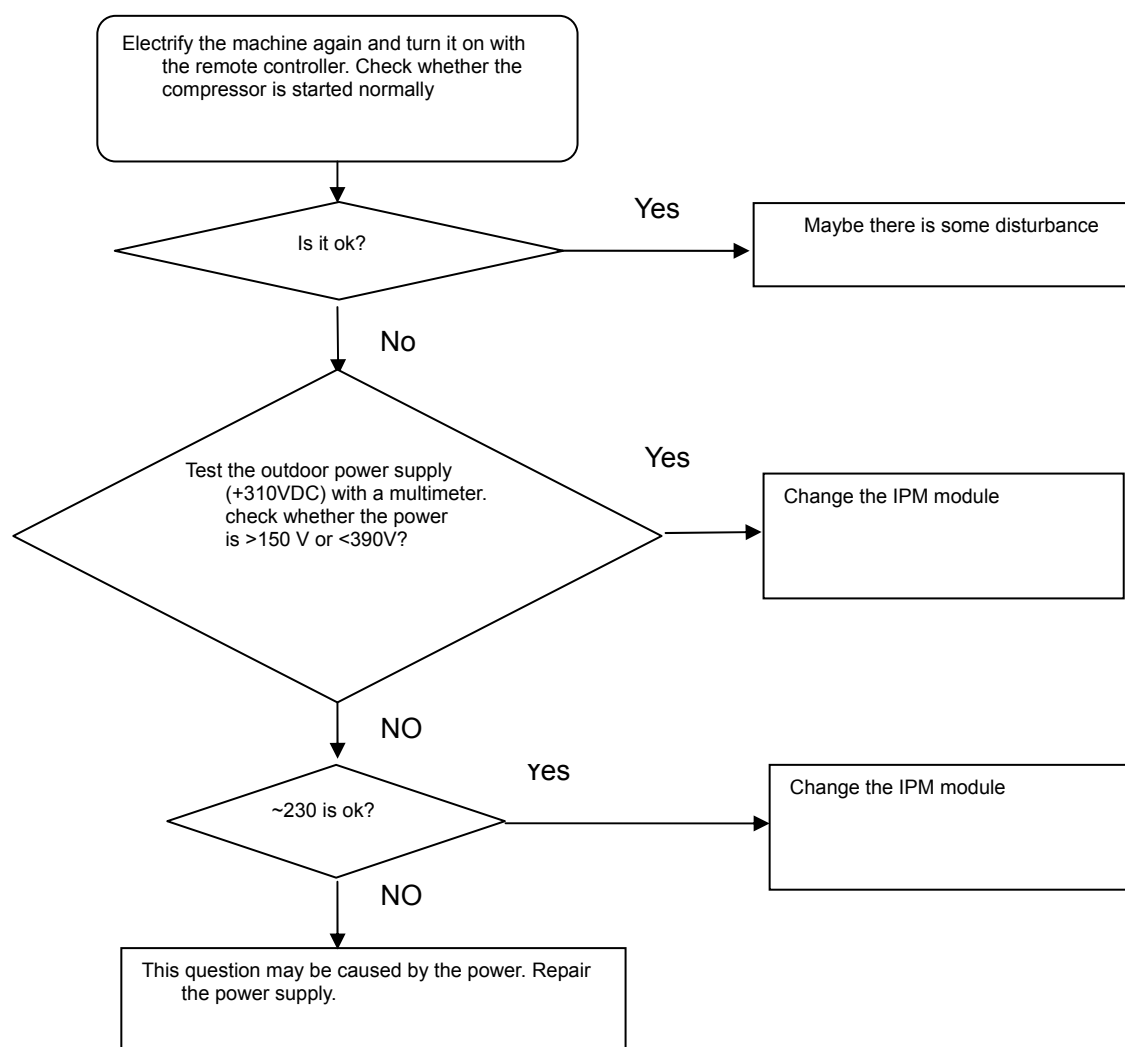 Electrify the machine again and turn it on with
the remote controller. Check whether the
compressor is started normally
Yes
Is it ok?
Maybe there is some disturbance
No
Test the outdoor power supply
(+310VDC) with a multimeter.
check whether the power
is >150 V or <390V?
Yes
Change the IPM module
NO
Yes
~230 is ok?
Change the IPM module
NO
This question may be caused by the power. Repair
the power supply.